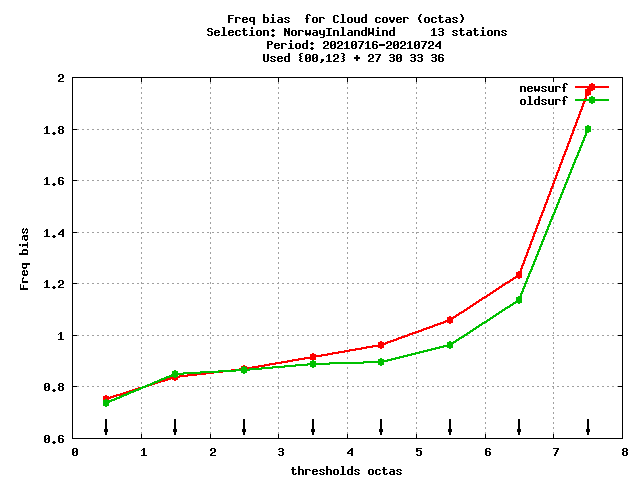 Freq bias  for Cloud cover (octas)
Selection: NorwayInlandWind     13 stations
Period: 20210716-20210724
Used {00,12} + 27 30 33 36
newsurf
oldsurf
2
1.8
1.6
1.4
1.2
1
0.8
0.6
Freq bias
0 1 2 3 4 5 6 7 8
thresholds octas